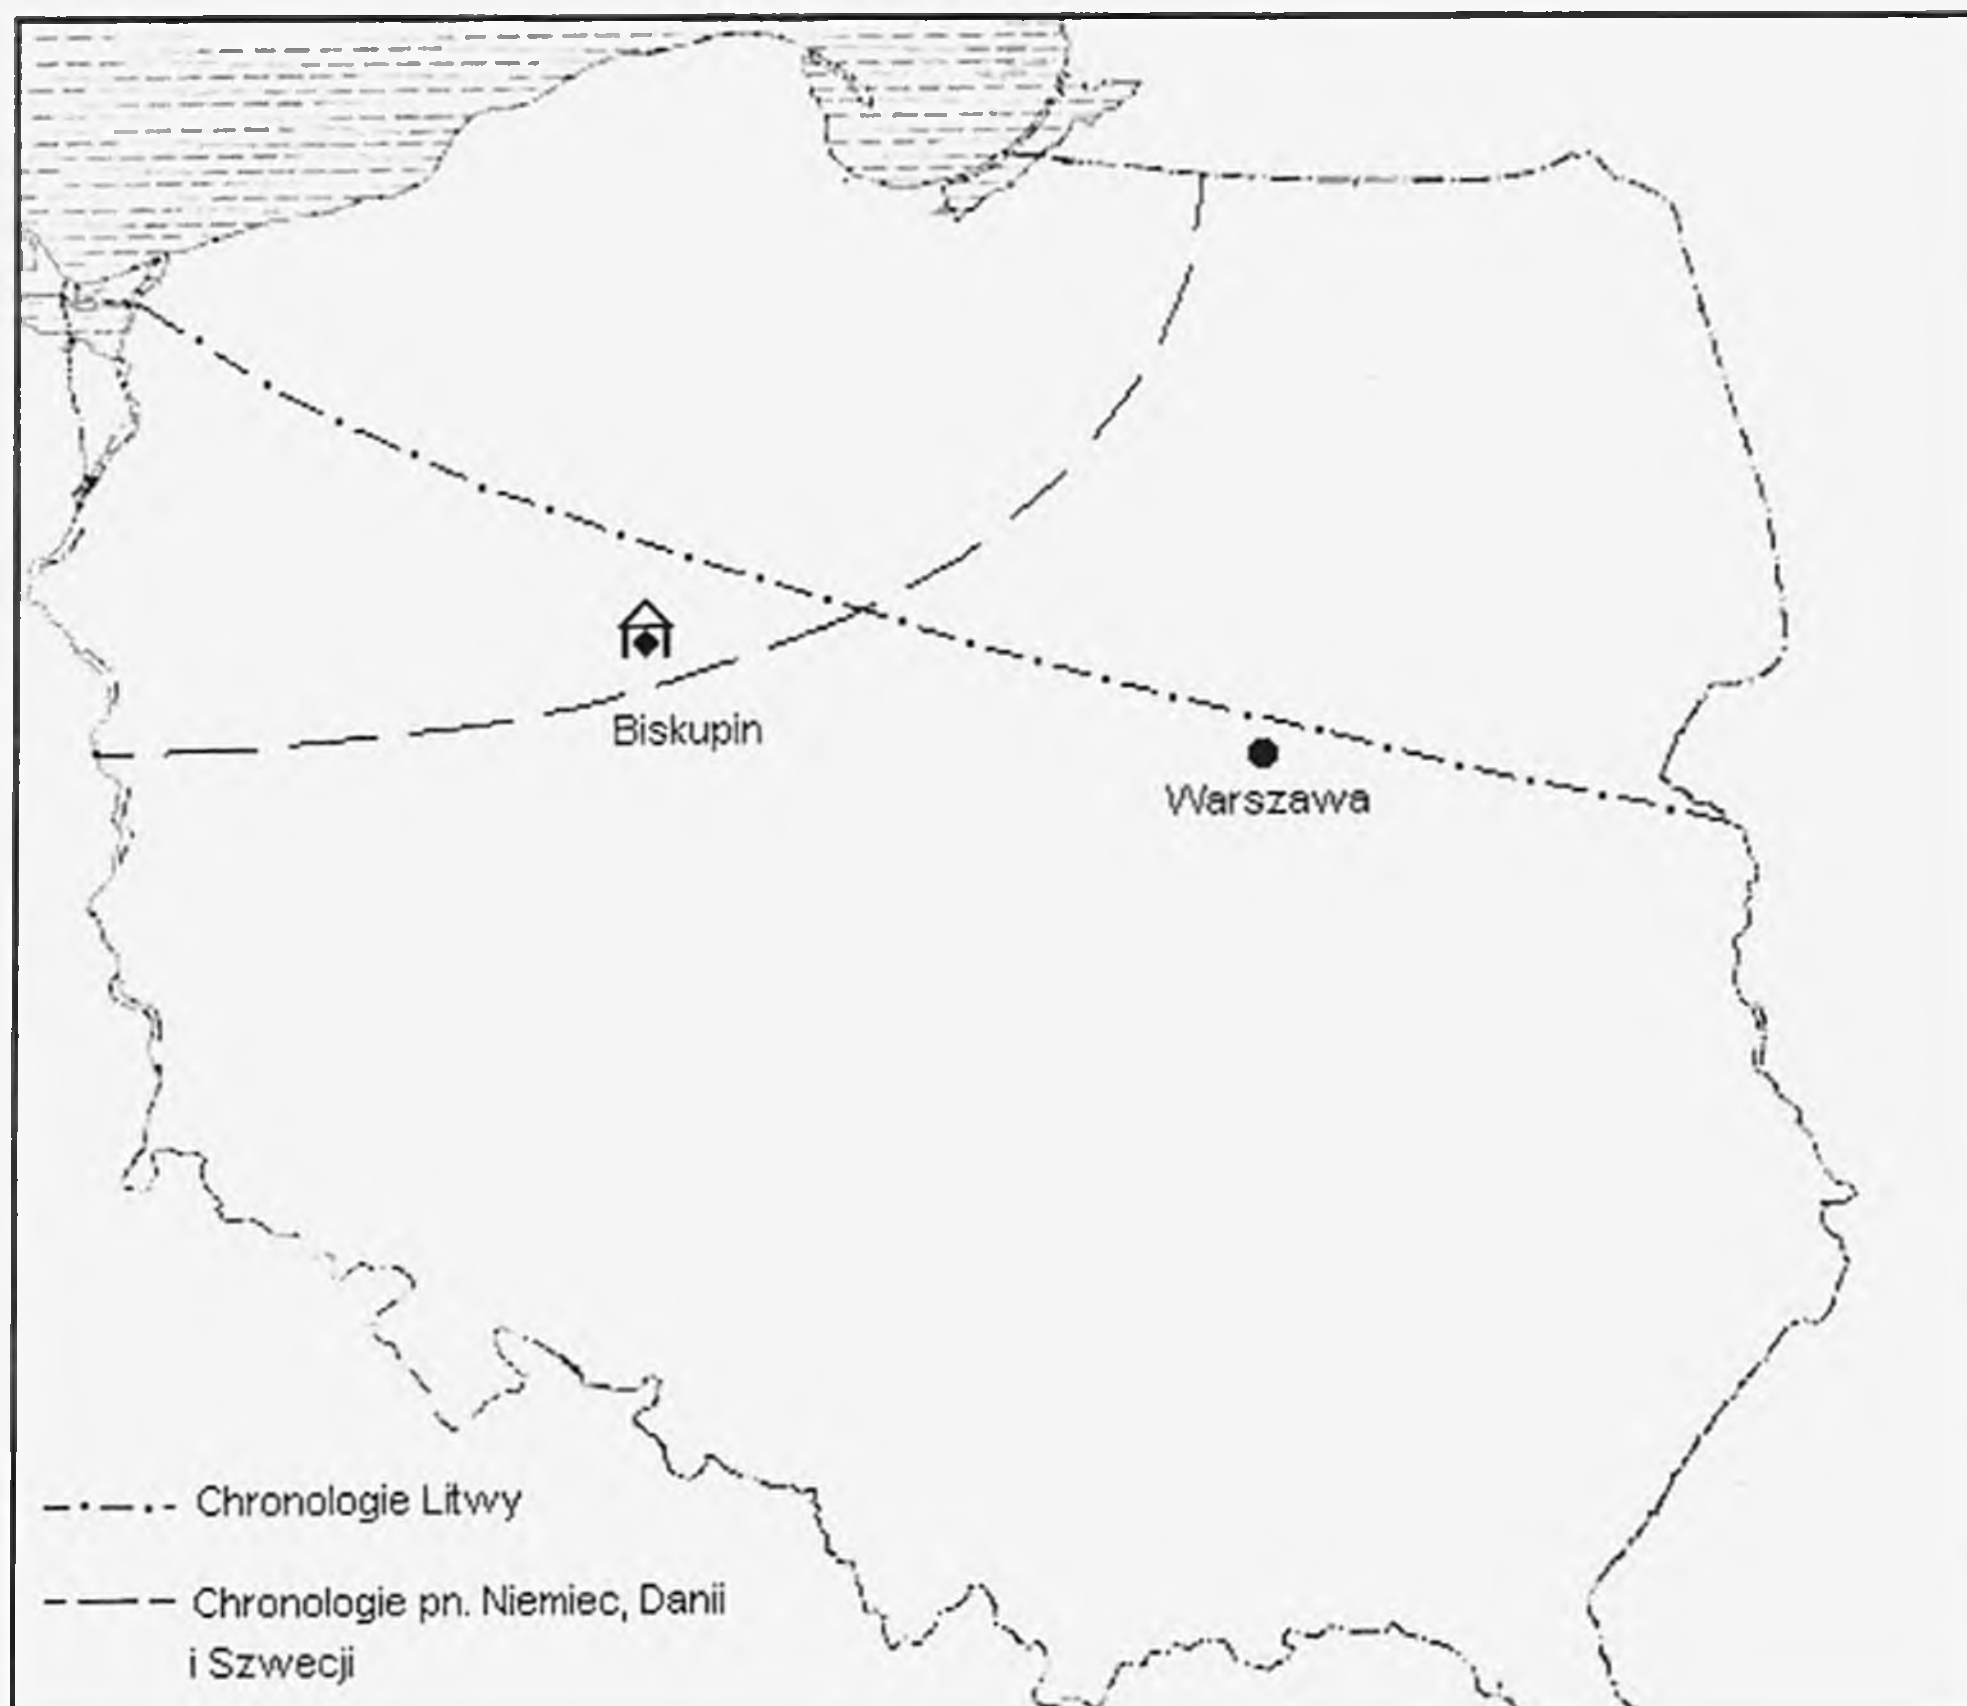 Biskupin
Warszawa
Chronologie Litwy
Chronologie pn. Niemiec, Danii
i Szwecji